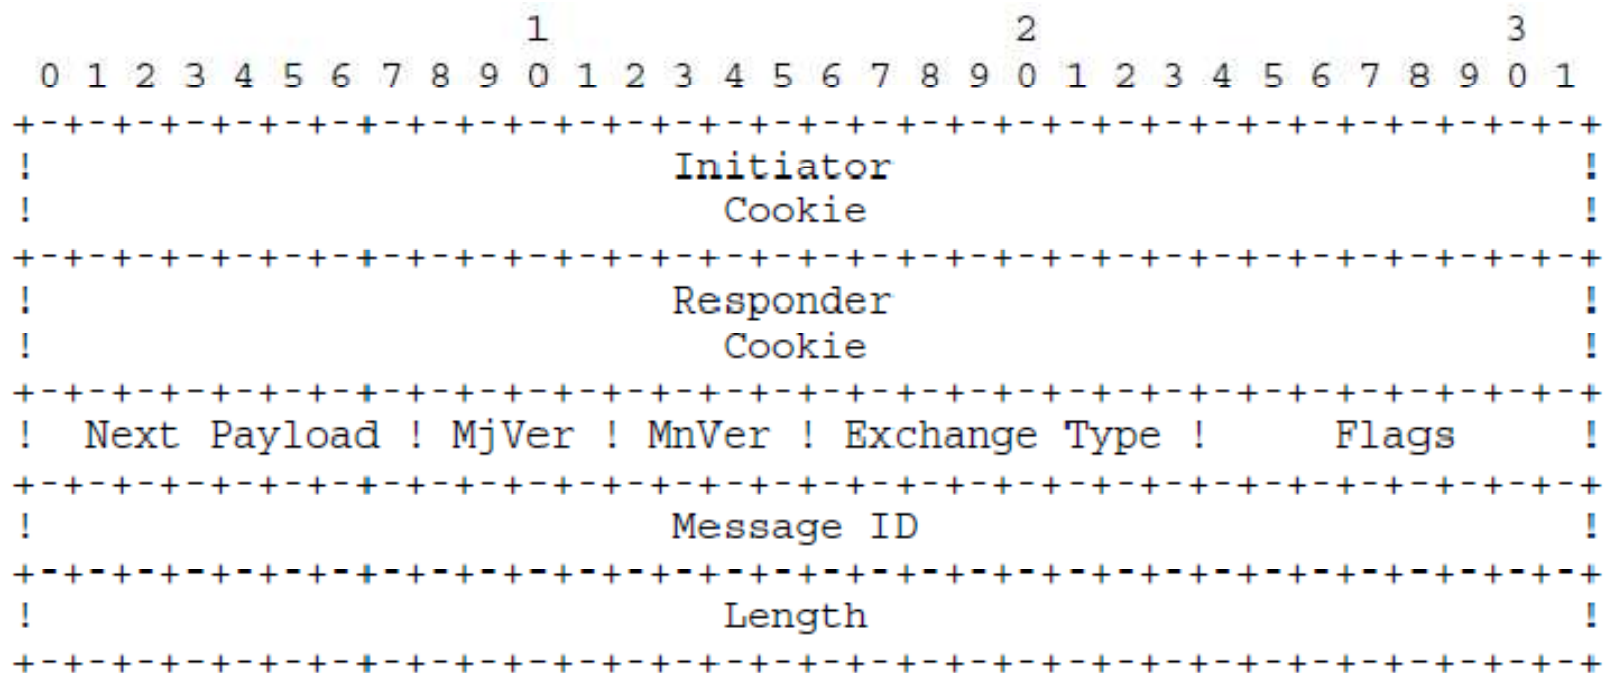 1                   2                   3
 0 1 2 3 4 5 6 7 8 9 0 1 2 3 4 5 6 7 8 9 0 1 2 3 4 5 6 7 8 9 0 1
+-+-+-+-+-+-+-+-+-+-+-+-+-+-+-+-+-+-+-+-+-+-+-+-+-+-+-+-+-+-+-+-+
!                          Initiator                            !
!                            Cookie                             !
+-+-+-+-+-+-+-+-+-+-+-+-+-+-+-+-+-+-+-+-+-+-+-+-+-+-+-+-+-+-+-+-+
!                          Responder                            !
!                            Cookie                             !
+-+-+-+-+-+-+-+-+-+-+-+-+-+-+-+-+-+-+-+-+-+-+-+-+-+-+-+-+-+-+-+-+
!  Next Payload ! MjVer ! MnVer ! Exchange Type !     Flags     !
+-+-+-+-+-+-+-+-+-+-+-+-+-+-+-+-+-+-+-+-+-+-+-+-+-+-+-+-+-+-+-+-+
!                          Message ID                           !
+-+-+-+-+-+-+-+-+-+-+-+-+-+-+-+-+-+-+-+-+-+-+-+-+-+-+-+-+-+-+-+-+
!                            Length                             !
+-+-+-+-+-+-+-+-+-+-+-+-+-+-+-+-+-+-+-+-+-+-+-+-+-+-+-+-+-+-+-+-+